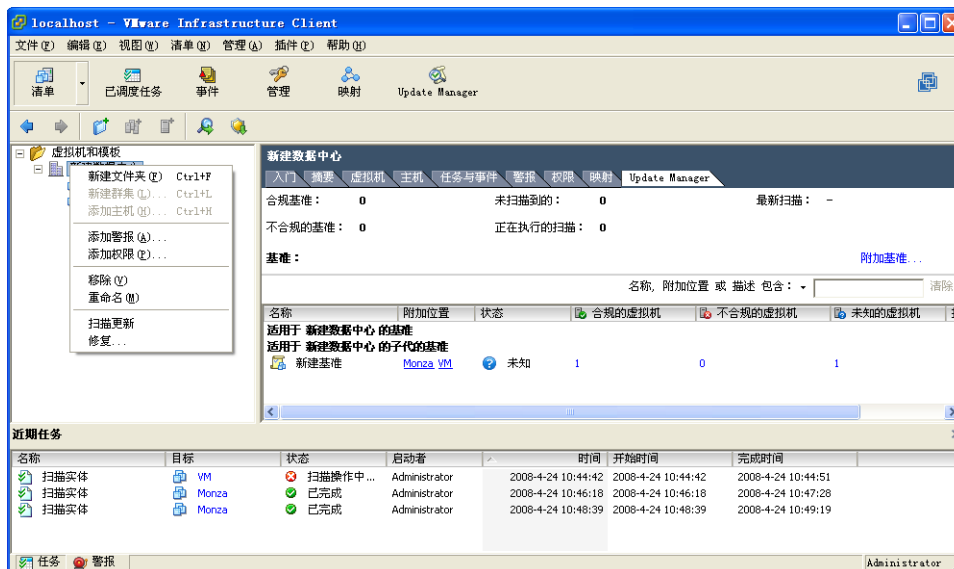 localhost - VMware Infrastructure Client
文件(F) 编辑(E) 视图(V) 清单(N) 管理(A) 插件(P) 帮助(H)
清单 已调度任务 事件 管理 映射 Update Manager
虚拟机和模板
新建数据中心
新建文件夹(F) Ctrl+F
新建群集(L)... Ctrl+L
添加主机(H)... Ctrl+H
添加警报(A)...
添加权限(P)...
移除(V)
重命名(M)
扫描更新
修复...
新建数据中心
入门 摘要 虚拟机 主机 任务与事件 警报 权限 映射 Update Manager
合规基准: 0 未扫描到的: 0 最新扫描: -
不合规的基准: 0 正在执行的扫描: 0
基准: 附加基准...
名称, 附加位置 或 描述 包含: 清除
名称 附加位置 状态 合规的虚拟机 不合规的虚拟机 未知的虚拟机
适用于 新建数据中心 的基准
适用于 新建数据中心 的子代的基准
新建基准 Monza VM 未知 1 0 1
近期任务
名称 目标 状态 启动者 时间 开始时间 完成时间
扫描实体 VM 扫描操作中... Administrator 2008-4-24 10:44:42 2008-4-24 10:44:42 2008-4-24 10:44:51
扫描实体 Monza 已完成 Administrator 2008-4-24 10:46:18 2008-4-24 10:46:18 2008-4-24 10:47:28
扫描实体 Monza 已完成 Administrator 2008-4-24 10:48:39 2008-4-24 10:48:39 2008-4-24 10:49:19
任务 警报 Administrator